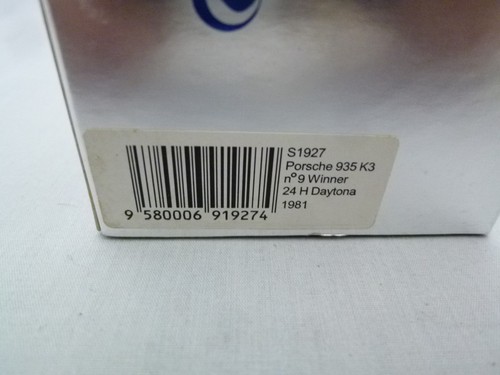 S1927
Porsche 935 K3
n°9 Winner
24 H Daytona
1981
9 580006 919274